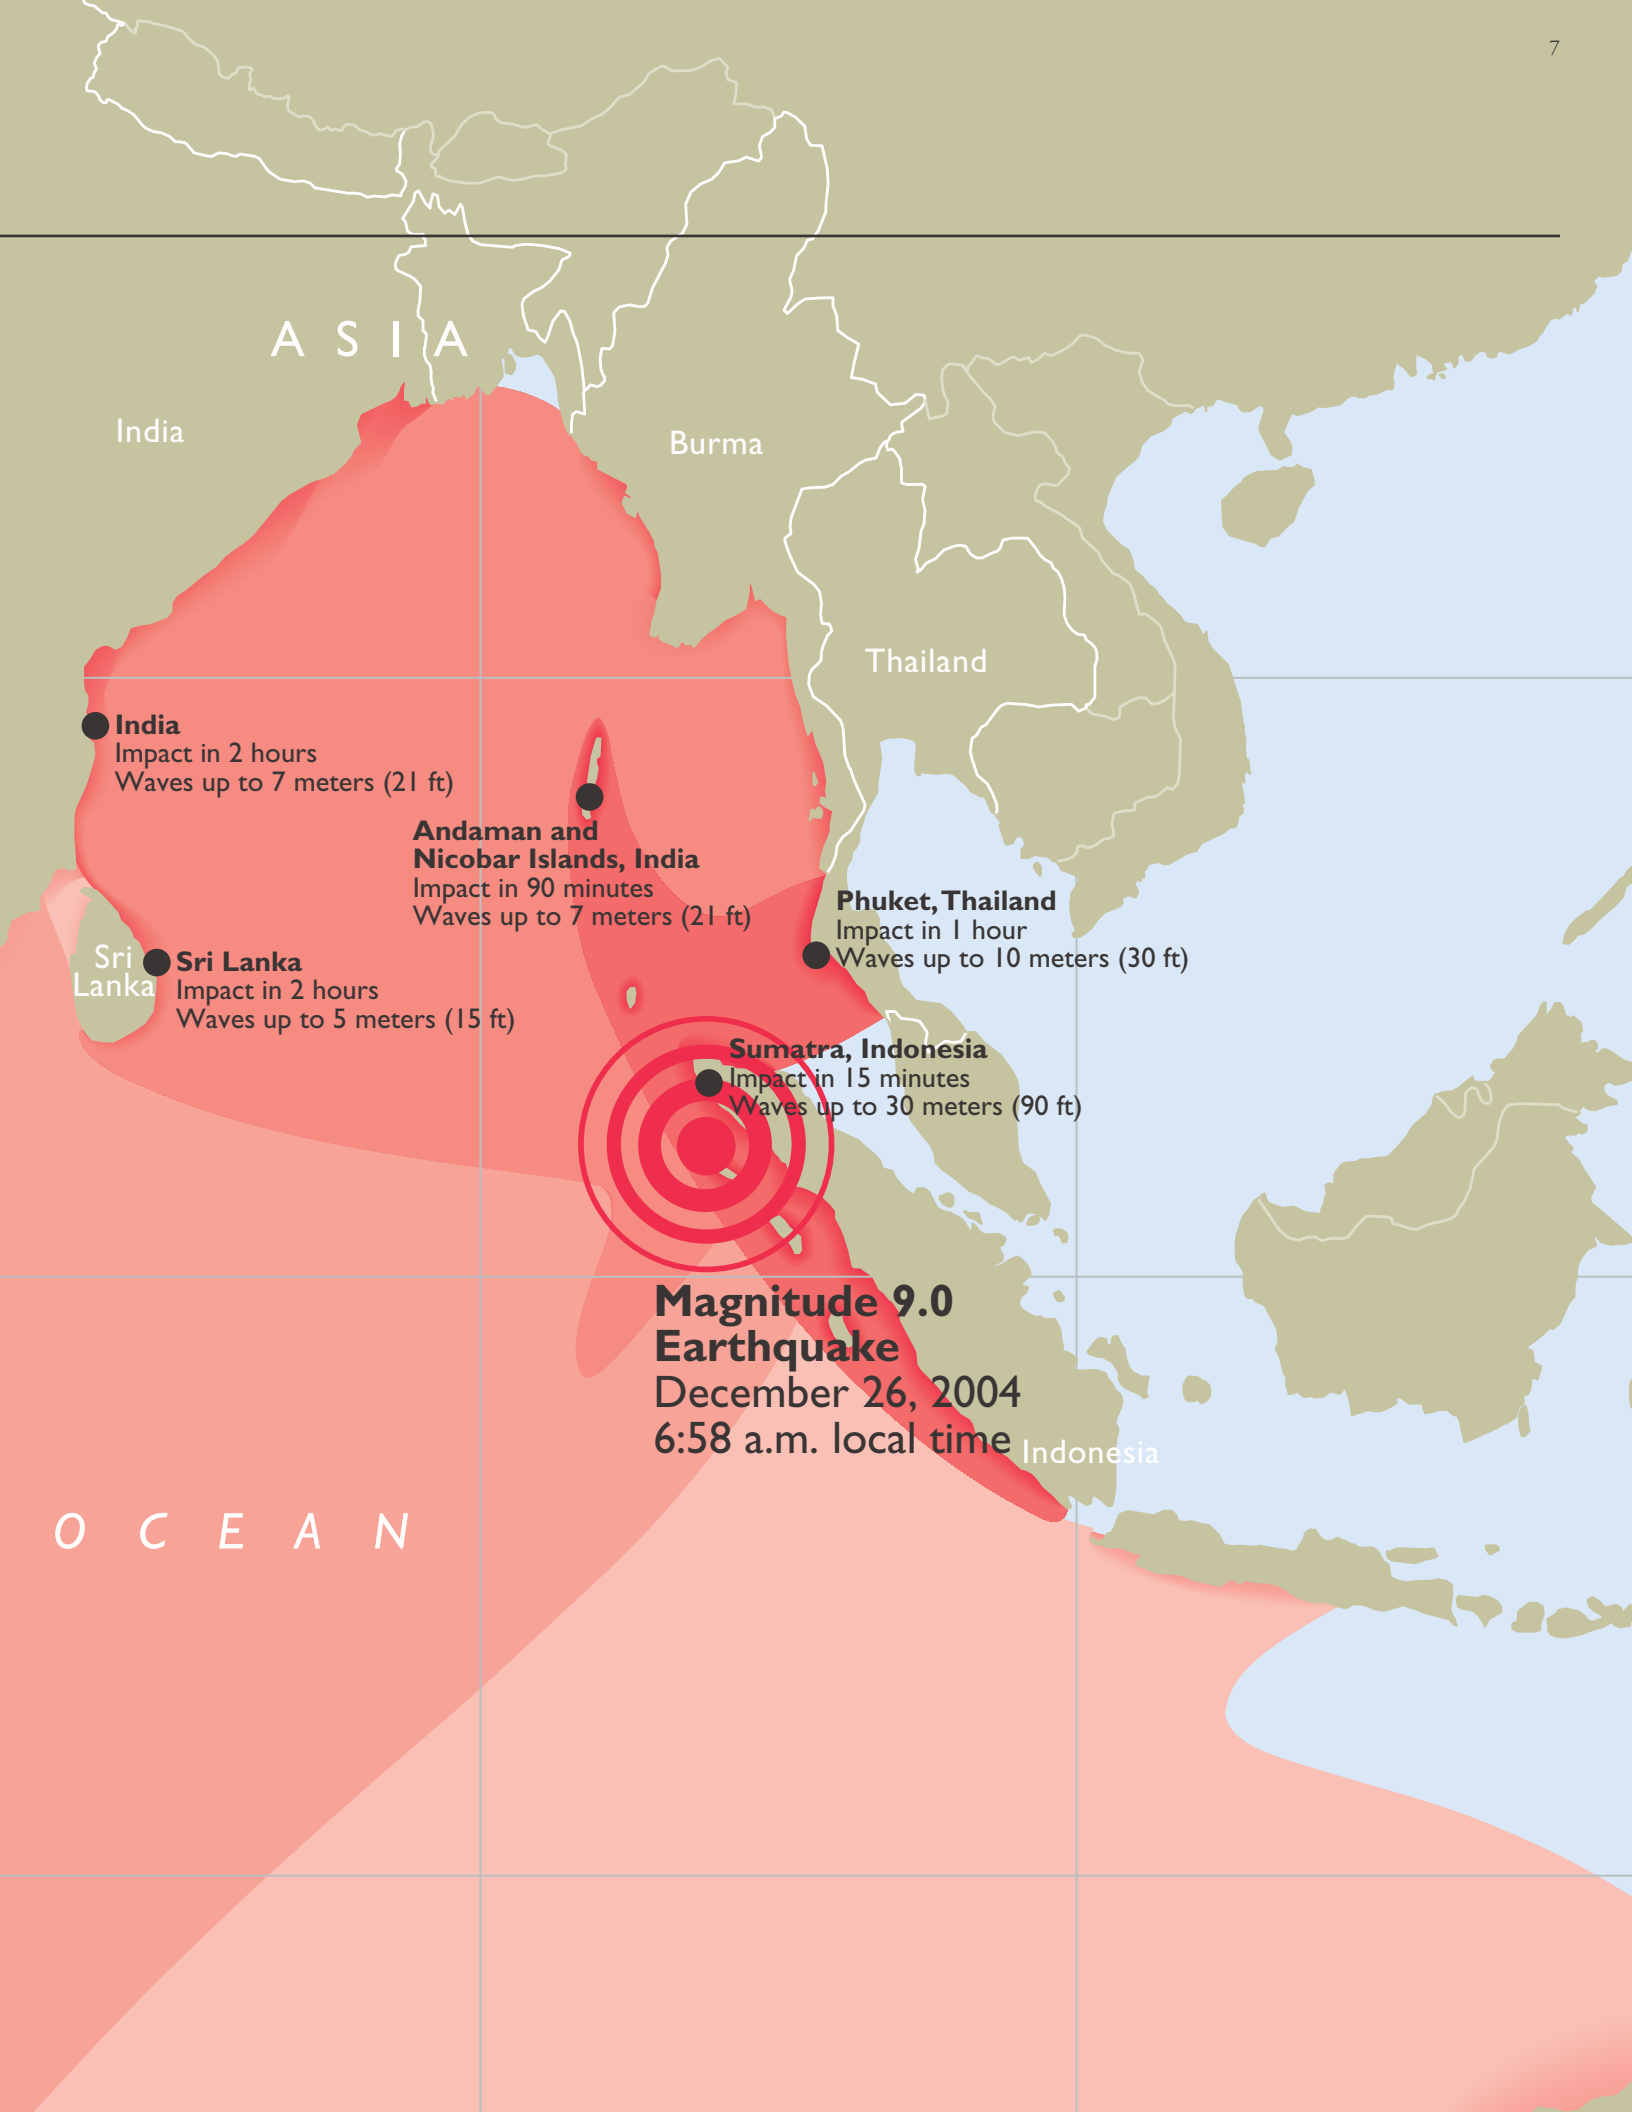 7
A S I A
India
Burma
Thailand
India
Impact in 2 hours
Waves up to 7 meters (21 ft)
Andaman and
Nicobar Islands, India
Impact in 90 minutes
Waves up to 7 meters (21 ft)
Phuket, Thailand
Impact in 1 hour
Waves up to 10 meters (30 ft)
Sri
Lanka
Sri Lanka
Impact in 2 hours
Waves up to 5 meters (15 ft)
Sumatra, Indonesia
Impact in 15 minutes
Waves up to 30 meters (90 ft)
Magnitude 9.0
Earthquake
December 26, 2004
6:58 a.m. local time
Indonesia
O C E A N